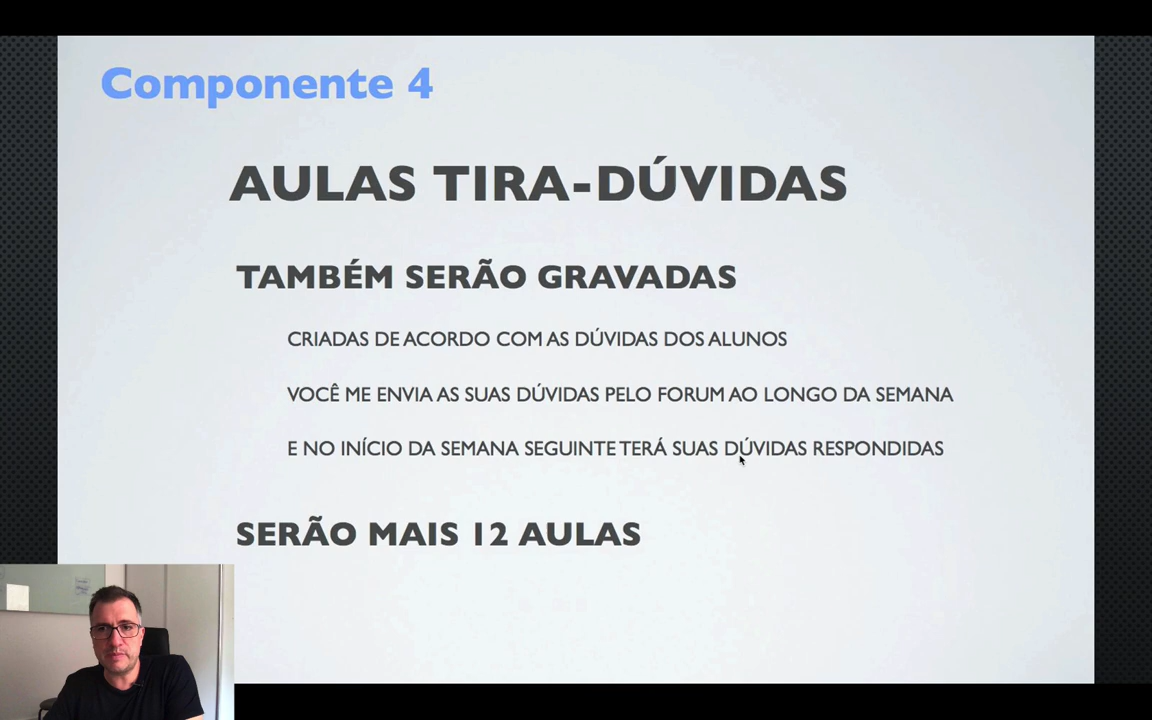 Componente 4
AULAS TIRA-DÚVIDAS
TAMBÉM SERÃO GRAVADAS
CRIADAS DE ACORDO COM AS DÚVIDAS DOS ALUNOS
VOCÊ ME ENVIA AS SUAS DÚVIDAS PELO FORUM AO LONGO DA SEMANA
E NO INÍCIO DA SEMANA SEGUINTE TERÁ SUAS DÚVIDAS RESPONDIDAS
SERÃO MAIS 12 AULAS